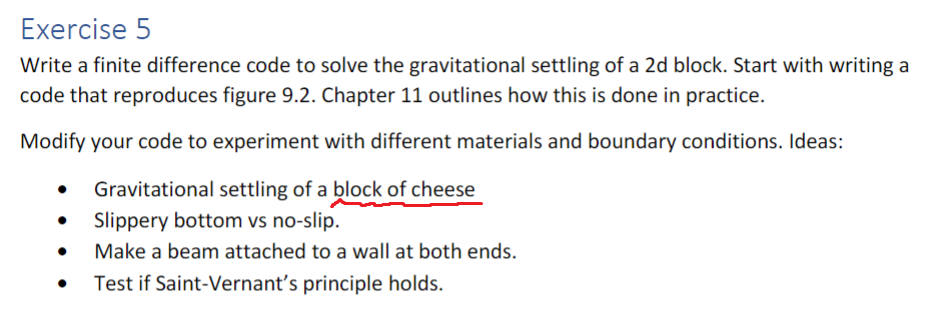 Exercise 5
Write a finite difference code to solve the gravitational settling of a 2d block. Start with writing a
code that reproduces figure 9.2. Chapter 11 outlines how this is done in practice.
Modify your code to experiment with different materials and boundary conditions. Ideas:
• Gravitational settling of a block of cheese
• Slippery bottom vs no-slip.
• Make a beam attached to a wall at both ends.
• Test if Saint-Vernant’s principle holds.